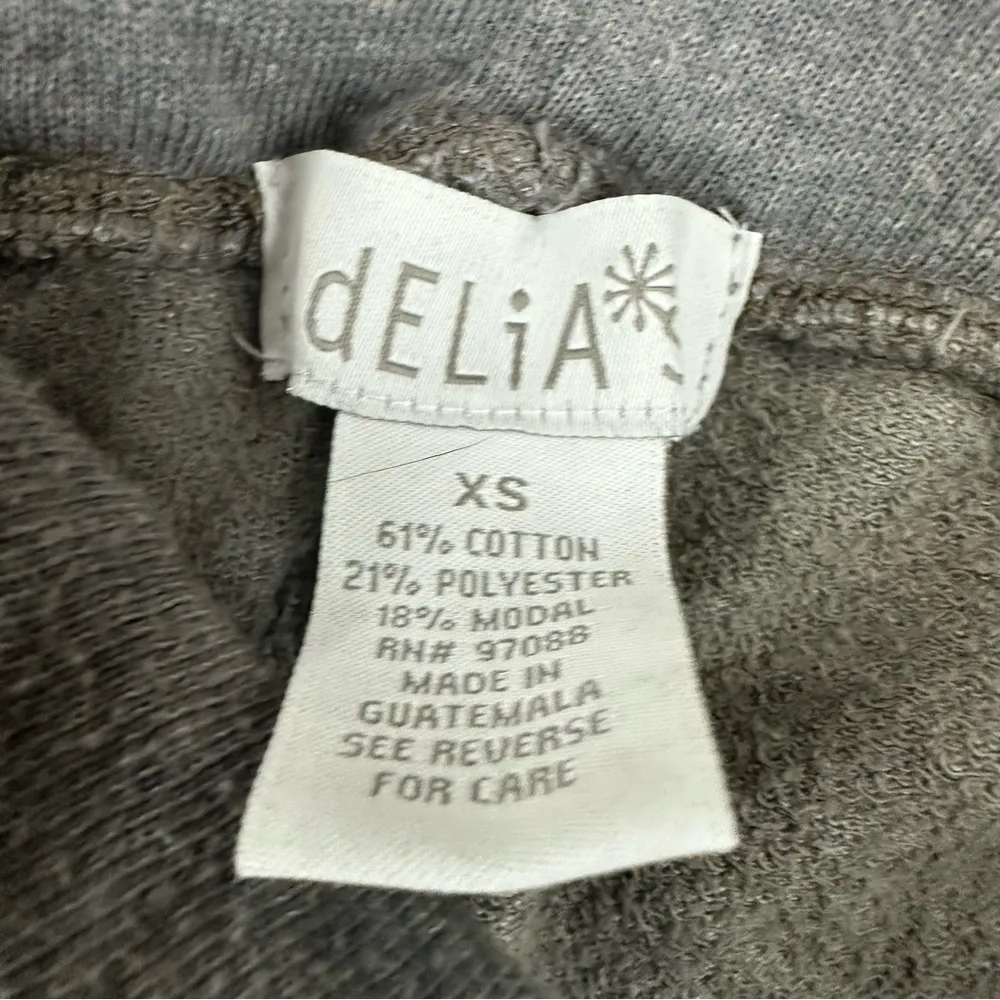 dELiA*s
XS
61% COTTON
21% POLYESTER
18% MODAL
RN# 97088
MADE IN
GUATEMALA
SEE REVERSE
FOR CARE